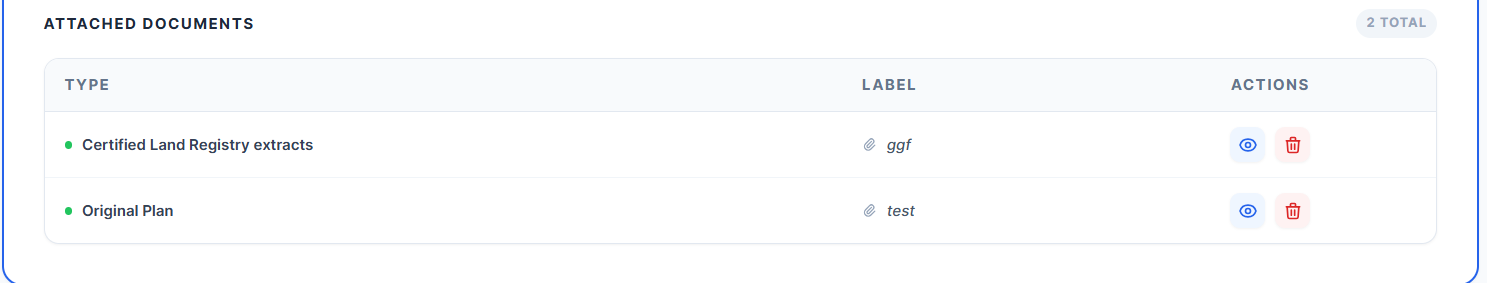 ATTACHED DOCUMENTS 2 TOTAL
TYPE LABEL ACTIONS
Certified Land Registry extracts ggf
Original Plan test